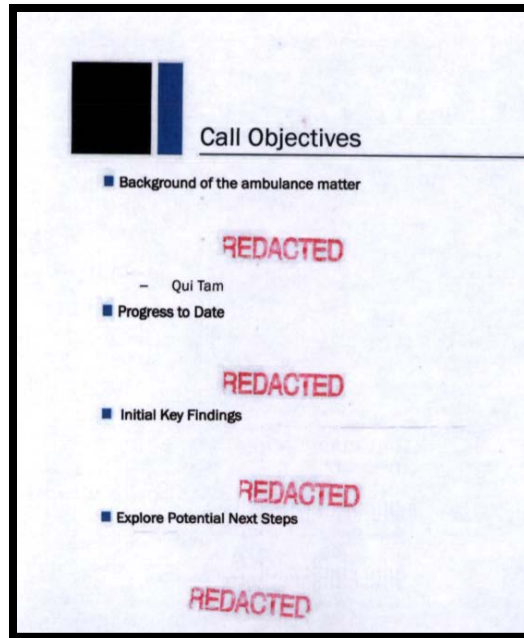 Call Objectives
Background of the ambulance matter
REDACTED
– Qui Tam
Progress to Date
REDACTED
Initial Key Findings
REDACTED
Explore Potential Next Steps
REDACTED